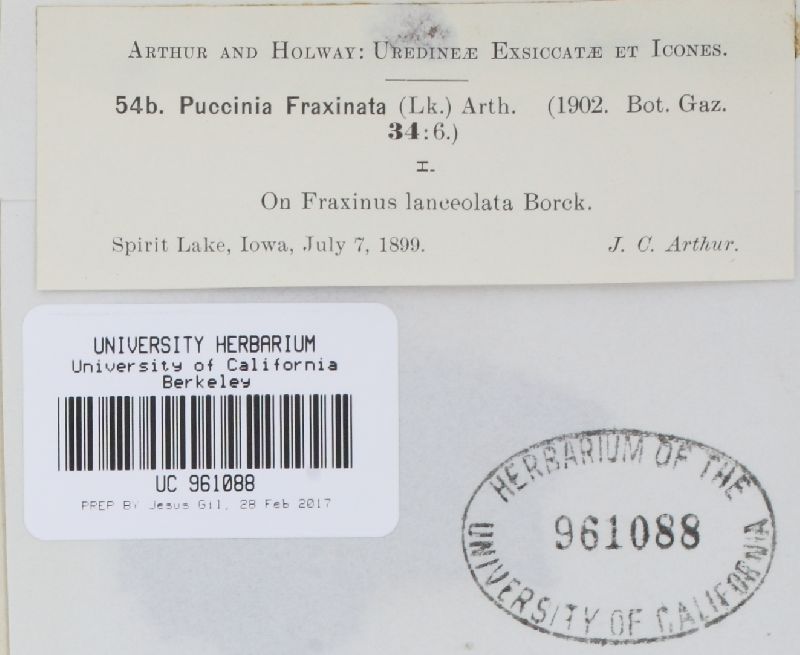 Arthur and Holway: Uredineæ Exsiccatæ et Icones.
54b. Puccinia Fraxinata (Lk.) Arth. (1902. Bot. Gaz.
34:6.)
I.
On Fraxinus lanceolata Borck.
Spirit Lake, Iowa, July 7, 1899. J. C. Arthur.
UNIVERSITY HERBARIUM
University of California
Berkeley
UC 961088
PREP BY Jesus Gil, 28 Feb 2017
HERBARIUM OF THE
961088
UNIVERSITY OF CALIFORNIA